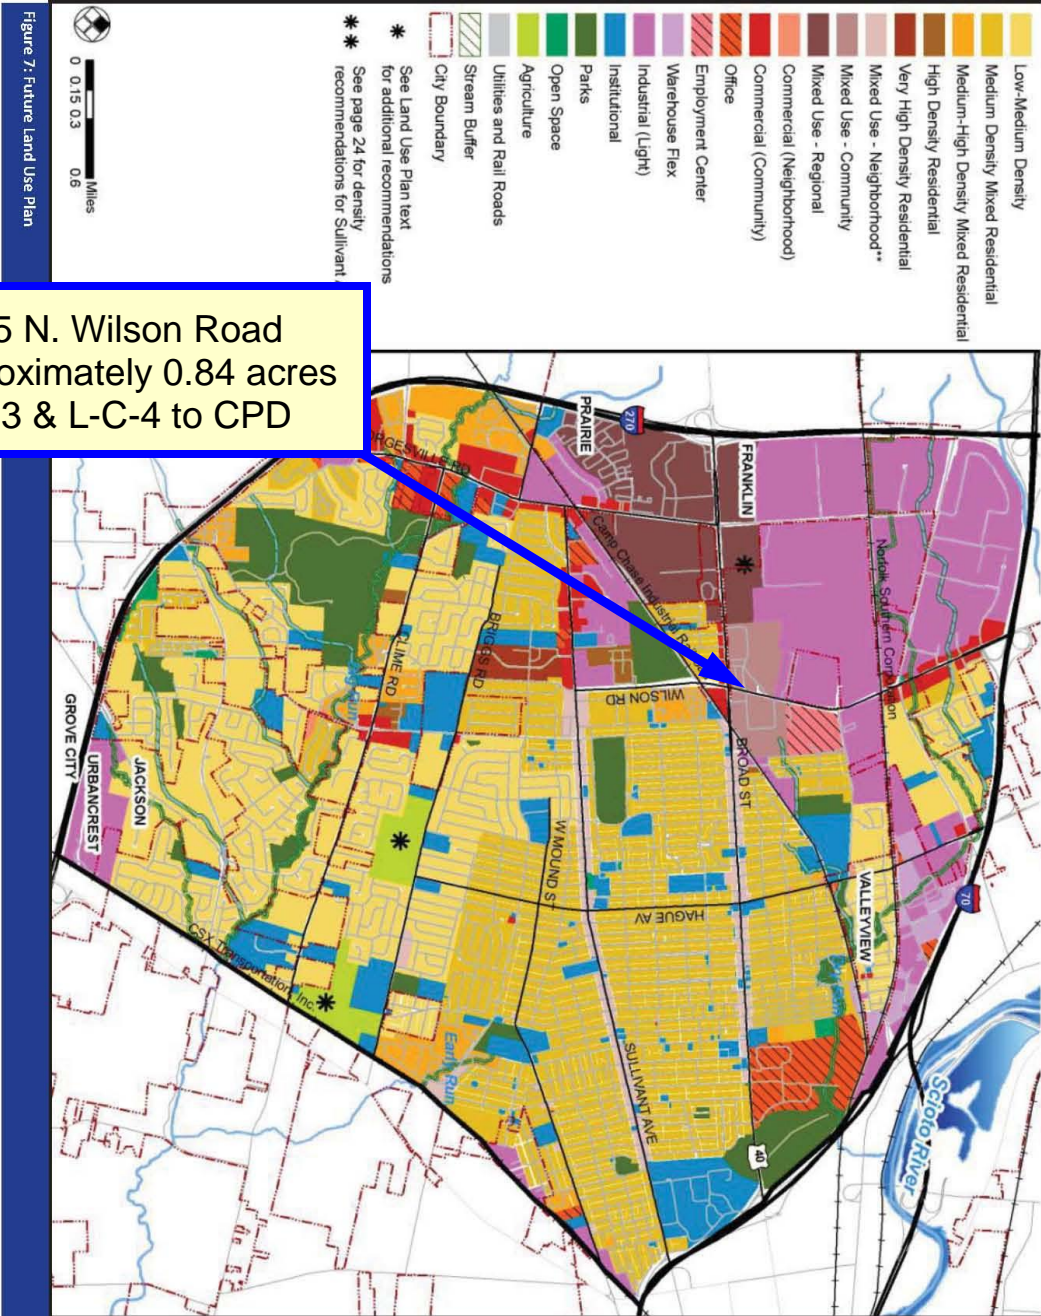 Low-Medium Density
Medium Density Mixed Residential
Medium-High Density Mixed Residential
High Density Residential
Very High Density Residential
Mixed Use - Neighborhood**
Mixed Use - Community
Mixed Use - Regional
Commercial (Neighborhood)
Commercial (Community)
Office
Employment Center
Warehouse Flex
Industrial (Light)
Institutional
Parks
Open Space
Agriculture
Utilities and Rail Roads
Stream Buffer
City Boundary
* See Land Use Plan text
for additional recommendations
** See page 24 for density
recommendations for Sullivant
0 0.15 0.3 0.6
Miles
Figure 7: Future Land Use Plan
5 N. Wilson Road
oximately 0.84 acres
3 & L-C-4 to CPD
270
PRAIRIE
FRANKLIN
Norfolk Southern Corporation
Camp Chase Industrial
ORGESVILLE RD
BRIGGS RD
CLIME RD
WILSON RD
BROAD ST
VALLEYVIEW
70
W MOUND ST
HAGUE AV
SULLIVANT AVE
40
Scioto River
Early Run
CSX Transportation, Inc.
GROVE CITY
URBANCREST
JACKSON